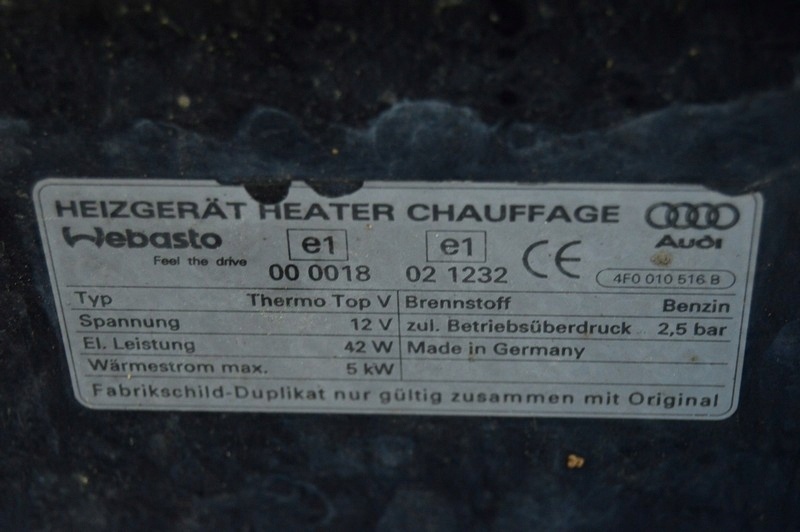 HEIZGERÄT HEATER CHAUFFAGE
Webasto
Feel the drive
e1
00 0018
e1
02 1232
CE
Audi
4F0 010 516 B
Typ Thermo Top V
Spannung 12 V
El. Leistung 42 W
Wärmestrom max. 5 kW
Brennstoff Benzin
zul. Betriebsüberdruck 2,5 bar
Made in Germany
Fabrikschild-Duplikat nur gültig zusammen mit Original